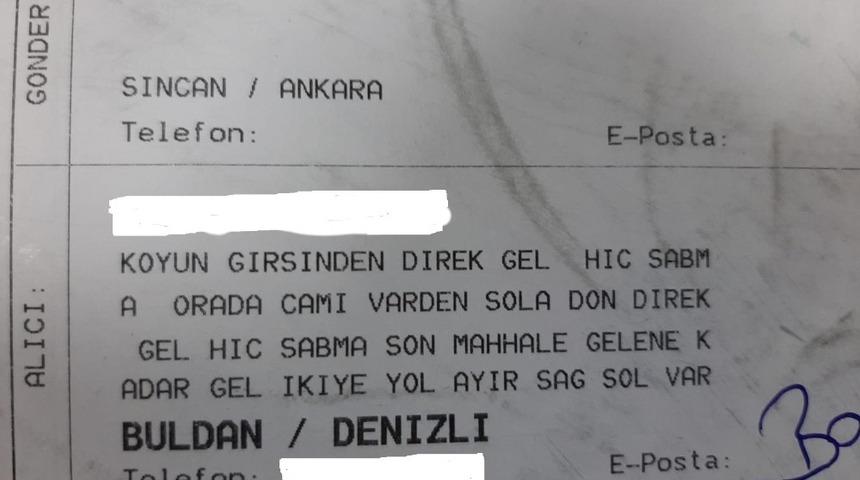 GONDER
SINCAN / ANKARA
Telefon: E-Posta:
ALICI:
KOYUN GIRSINDEN DIREK GEL HIC SABM
A ORADA CAMI VARDEN SOLA DON DIREK
GEL HIC SABMA SON MAHHALE GELENE K
ADAR GEL IKIYE YOL AYIR SAG SOL VAR
BULDAN / DENIZLI
Telefon: E-Posta: